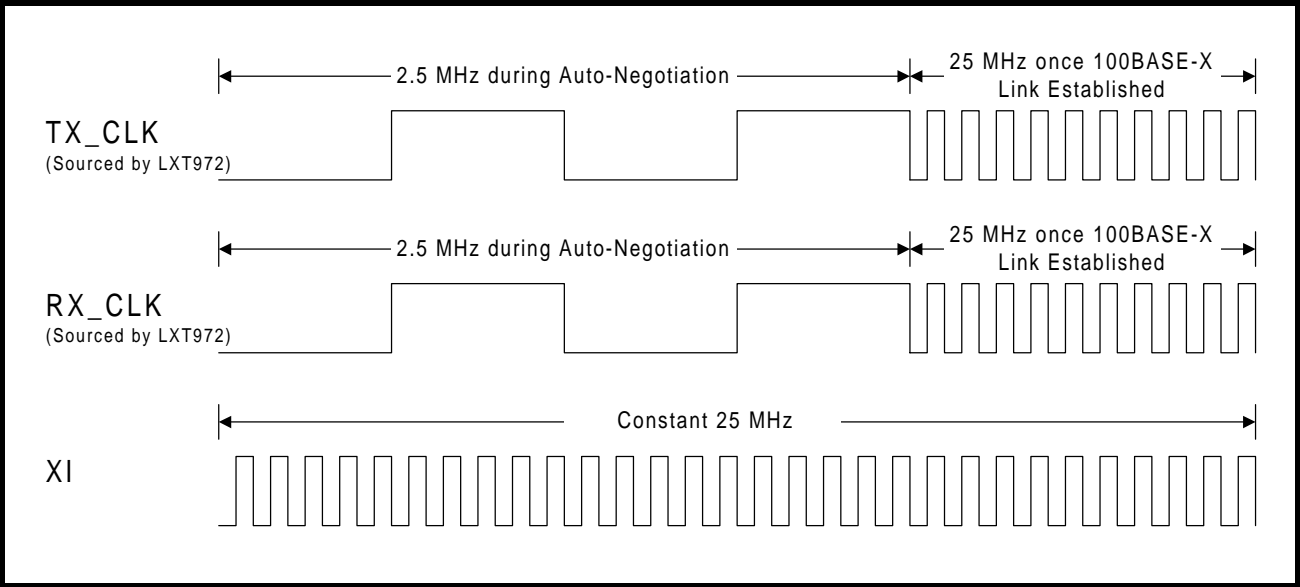 2.5 MHz during Auto-Negotiation
25 MHz once 100BASE-X
Link Established
TX_CLK
(Sourced by LXT972)
2.5 MHz during Auto-Negotiation
25 MHz once 100BASE-X
Link Established
RX_CLK
(Sourced by LXT972)
Constant 25 MHz
XI